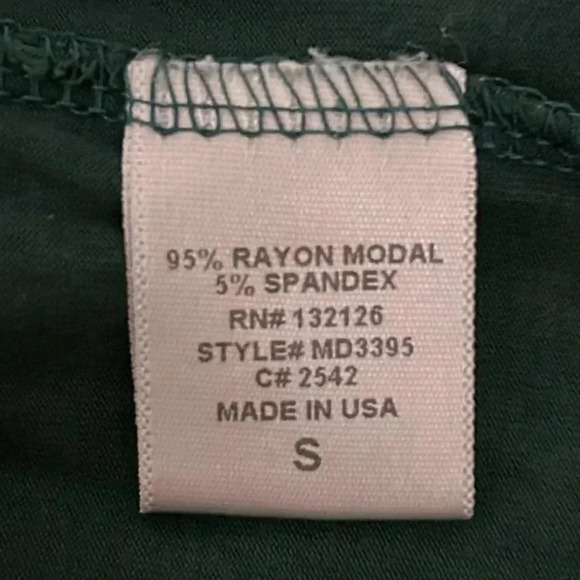 95% RAYON MODAL
5% SPANDEX
RN# 132126
STYLE# MD3395
C# 2542
MADE IN USA
S